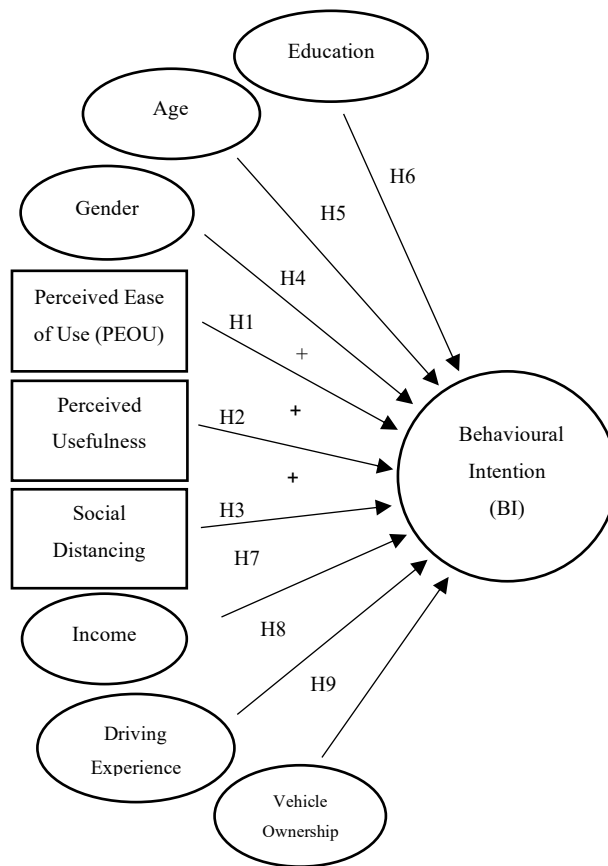 Education
Age
H6
Gender
H5
H4
Perceived Ease
of Use (PEOU)
H1
+
Perceived
Usefulness
+
H2
Behavioural
Intention
(BI)
+
Social
Distancing
H3
H7
Income
H8
H9
Driving
Experience
Vehicle
Ownership